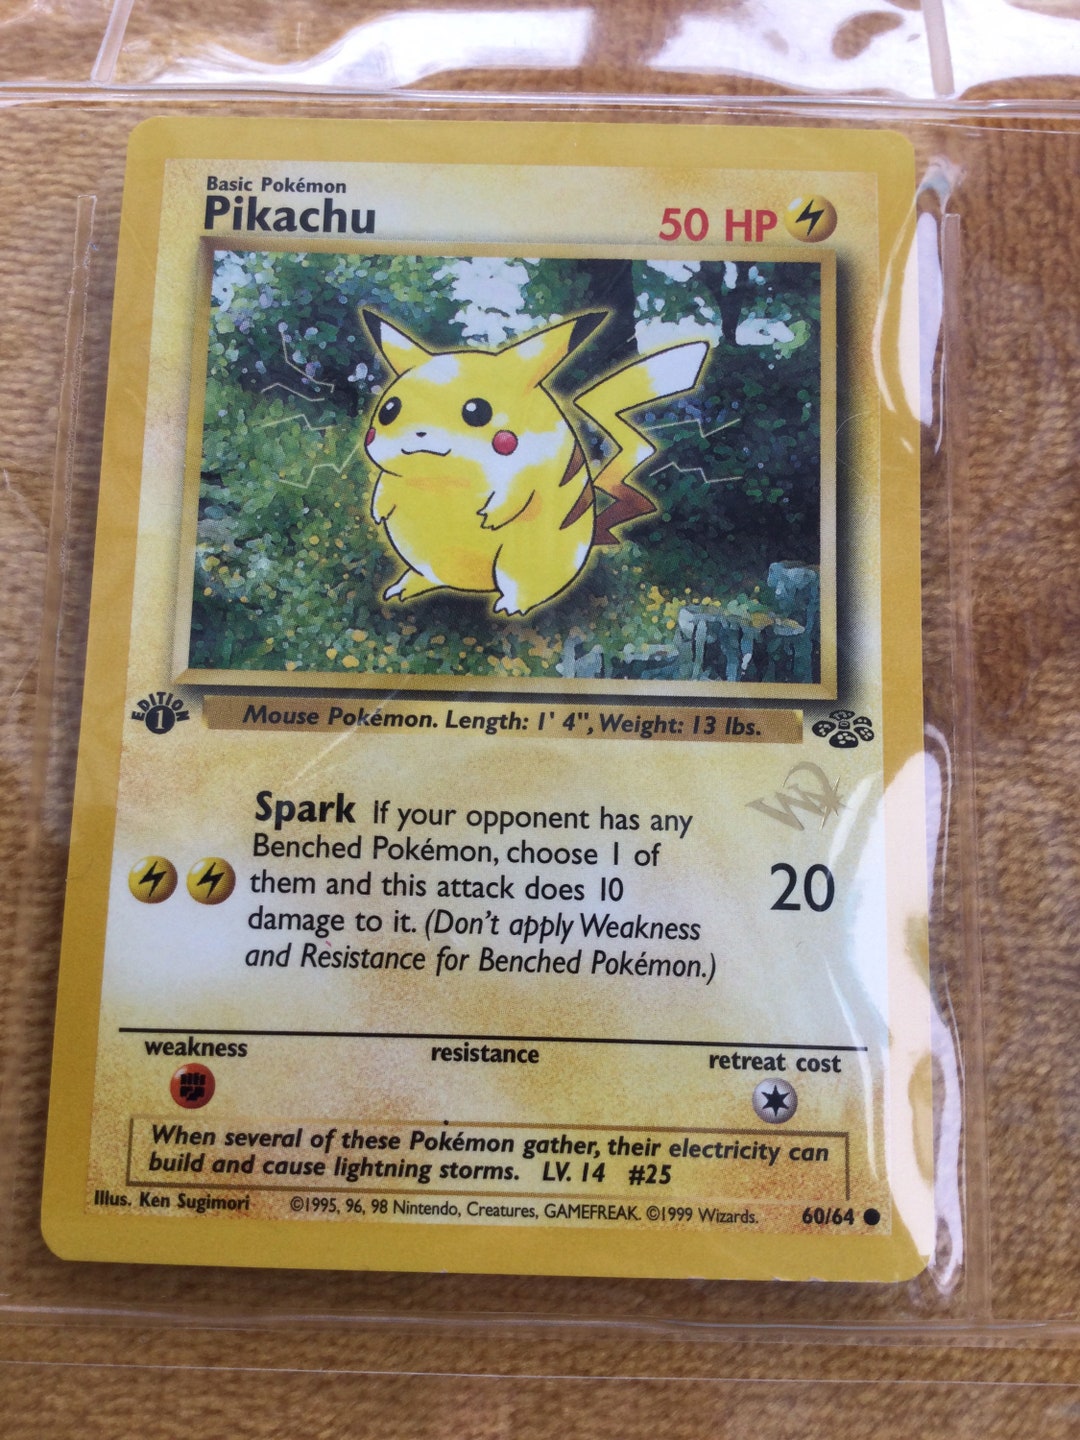 Basic Pokémon
Pikachu
50 HP
EDITION
1
Mouse Pokémon. Length: 1' 4", Weight: 13 lbs.
W
Spark If your opponent has any
Benched Pokémon, choose 1 of
them and this attack does 10
damage to it. (Don't apply Weakness
and Resistance for Benched Pokémon.)
20
weakness
resistance
retreat cost
When several of these Pokémon gather, their electricity can
build and cause lightning storms. LV. 14 #25
Illus. Ken Sugimori
©1995, 96, 98 Nintendo, Creatures, GAMEFREAK. ©1999 Wizards.
60/64